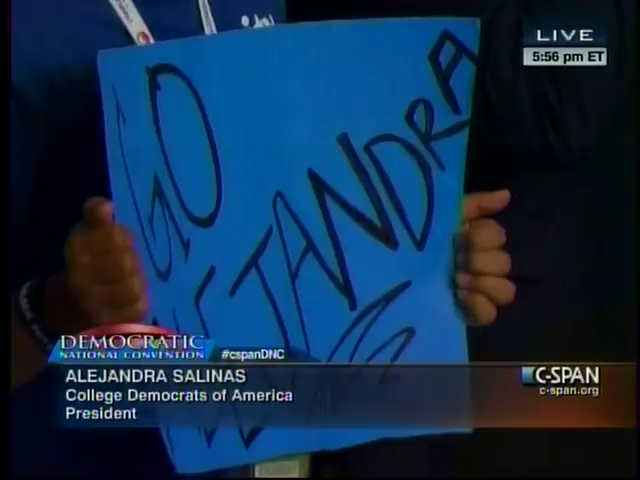 LIVE
5:56 pm ET
GO
JANDRA
DEMOCRATIC
NATIONAL CONVENTION
#cspanDNC
ALEJANDRA SALINAS
College Democrats of America
President
C-SPAN
c-span.org